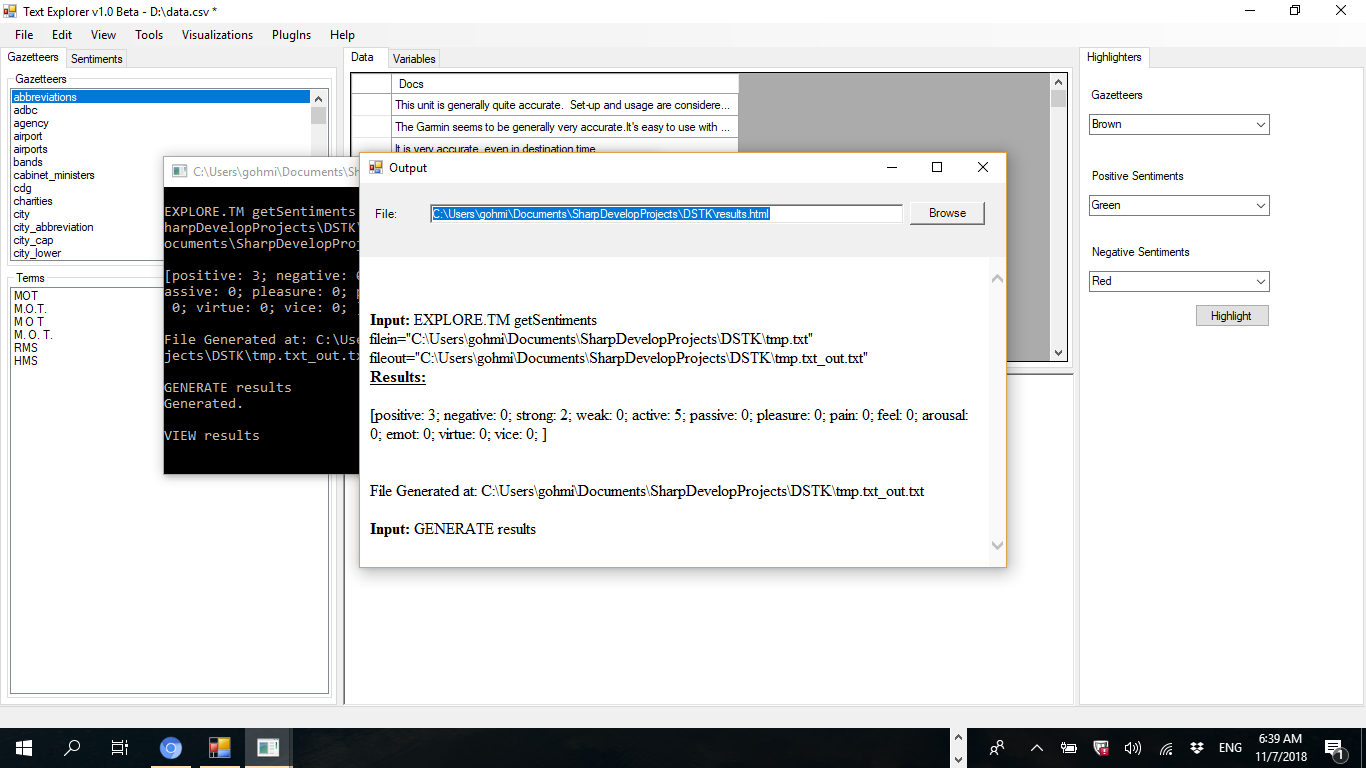 Text Explorer v1.0 Beta - D:\data.csv *
File Edit View Tools Visualizations PlugIns Help
Gazetteers Sentiments
Gazetteers
abbreviations
adbc
agency
airport
airports
bands
cabinet_ministers
cdg
charities
city
city_abbreviation
city_cap
city_lower
Terms
MOT
M.O.T.
M O T
M. O. T.
RMS
HMS
Data Variables
Docs
This unit is generally quite accurate. Set-up and usage are considere...
The Garmin seems to be generally very accurate.It's easy to use with ...
It is very accurate, even in destination time
C:\Users\gohmi\Documents\Sh
EXPLORE.TM getSentiments
harpDevelopProjects\DSTK\
ocuments\SharpDevelopProj
[positive: 3; negative: 0
assive: 0; pleasure: 0; p
0; virtue: 0; vice: 0; ]
File Generated at: C:\Use
jects\DSTK\tmp.txt_out.tx
GENERATE results
Generated.
VIEW results
Output
File: C:\Users\gohmi\Documents\SharpDevelopProjects\DSTK\results.html Browse
Input: EXPLORE.TM getSentiments
filein="C:\Users\gohmi\Documents\SharpDevelopProjects\DSTK\tmp.txt"
fileout="C:\Users\gohmi\Documents\SharpDevelopProjects\DSTK\tmp.txt_out.txt"
Results:
[positive: 3; negative: 0; strong: 2; weak: 0; active: 5; passive: 0; pleasure: 0; pain: 0; feel: 0; arousal:
0; emot: 0; virtue: 0; vice: 0; ]
File Generated at: C:\Users\gohmi\Documents\SharpDevelopProjects\DSTK\tmp.txt_out.txt
Input: GENERATE results
Highlighters
Gazetteers
Brown
Positive Sentiments
Green
Negative Sentiments
Red
Highlight
ENG
6:39 AM
11/7/2018
1